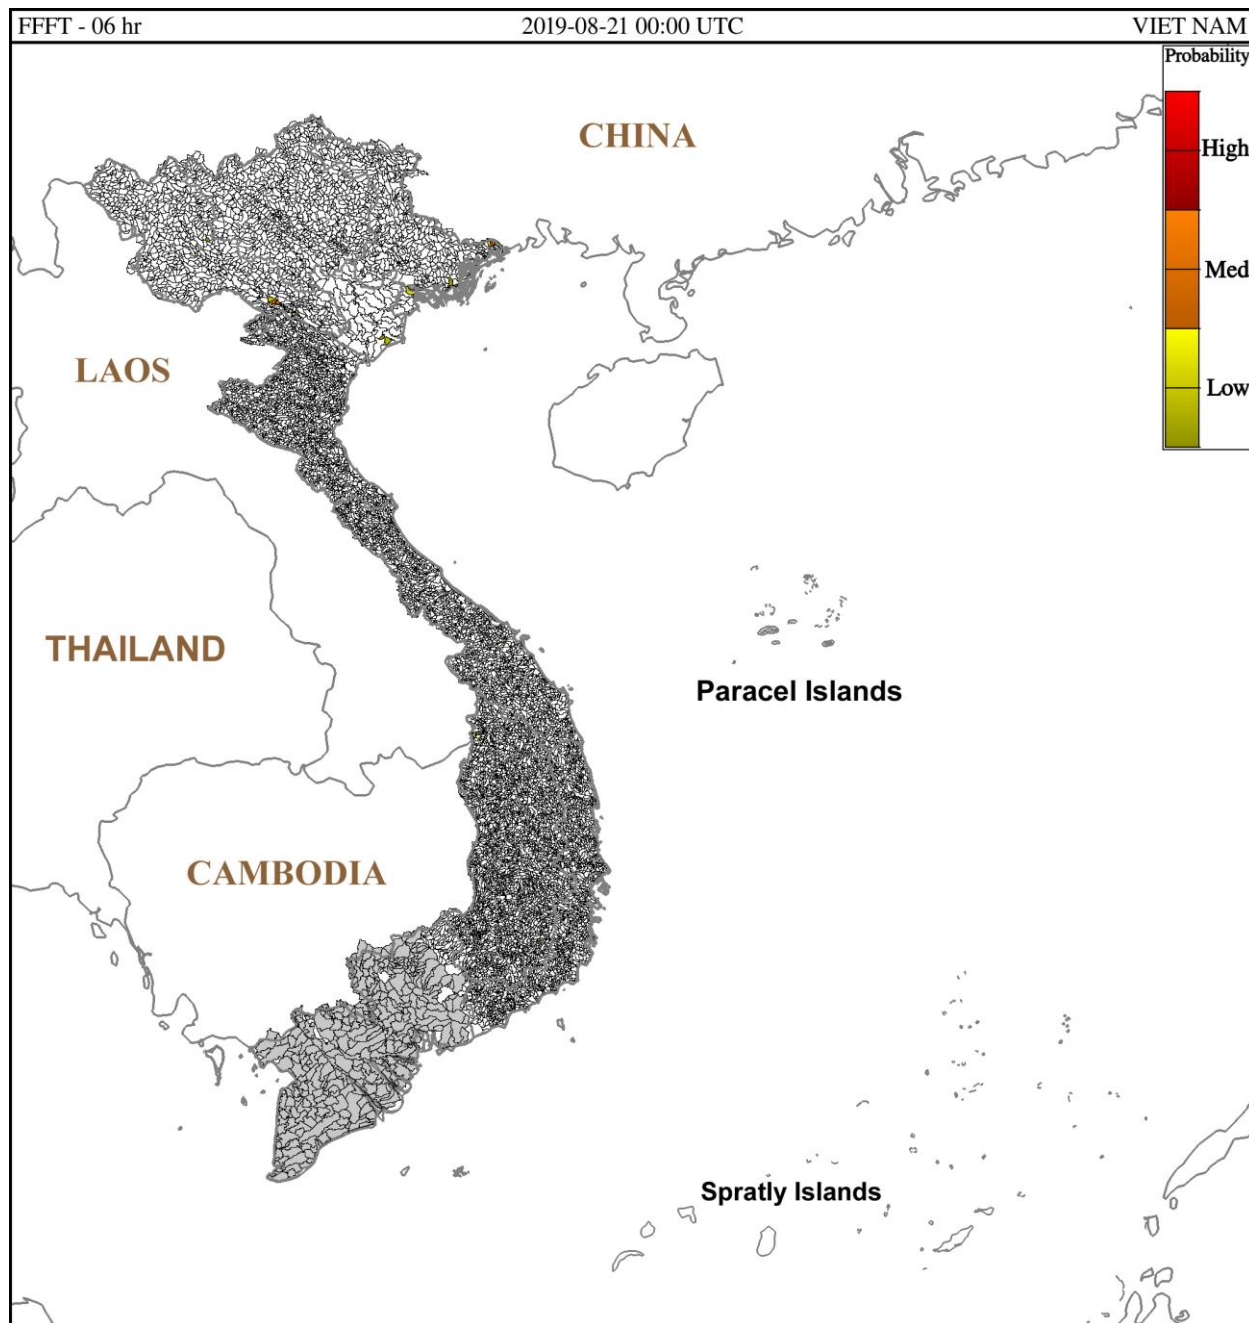 FFFT - 06 hr 2019-08-21 00:00 UTC VIET NAM
Probability
CHINA
High
Med
LAOS
Low
THAILAND
Paracel Islands
CAMBODIA
Spratly Islands